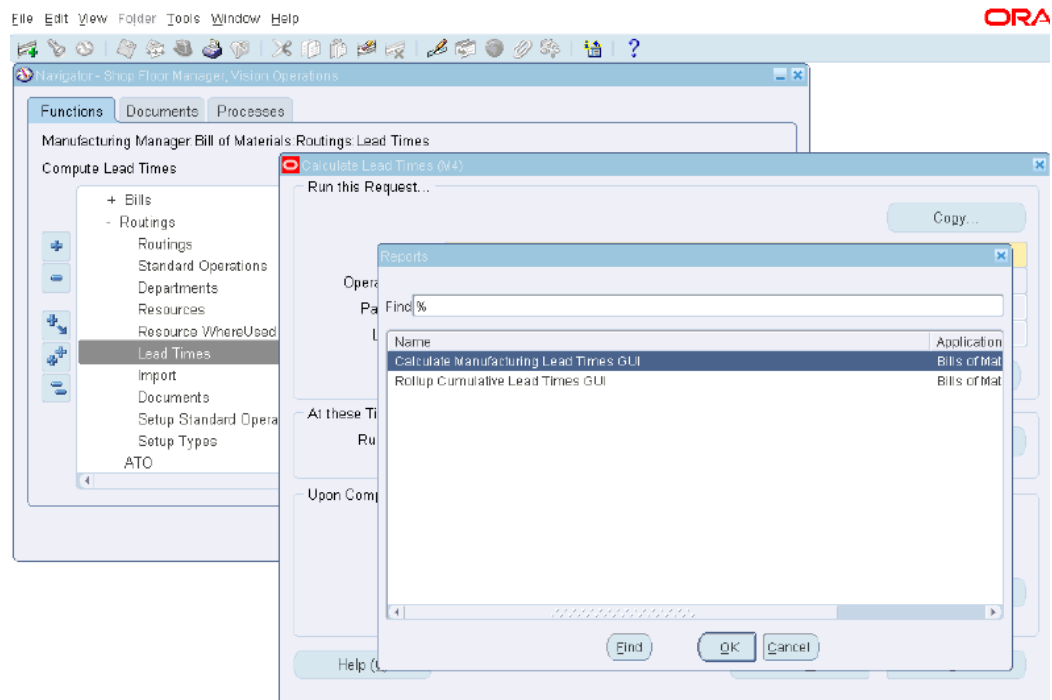 File Edit View Folder Tools Window Help
ORA
Navigator - Shop Floor Manager, Vision Operations
Functions Documents Processes
Manufacturing Manager:Bill of Materials:Routings:Lead Times
Compute Lead Times
+ Bills
- Routings
Routings
Standard Operations
Departments
Resources
Resource WhereUsed
Lead Times
Import
Documents
Setup Standard Opera
Setup Types
ATO
Calculate Lead Times (M4)
Run this Request...
Copy...
Opera
Pa
L
At these Ti
Ru
Upon Comp
Help (
Reports
Find %
Name Application
Calculate Manufacturing Lead Times GUI Bills of Mat
Rollup Cumulative Lead Times GUI Bills of Mat
Find OK Cancel